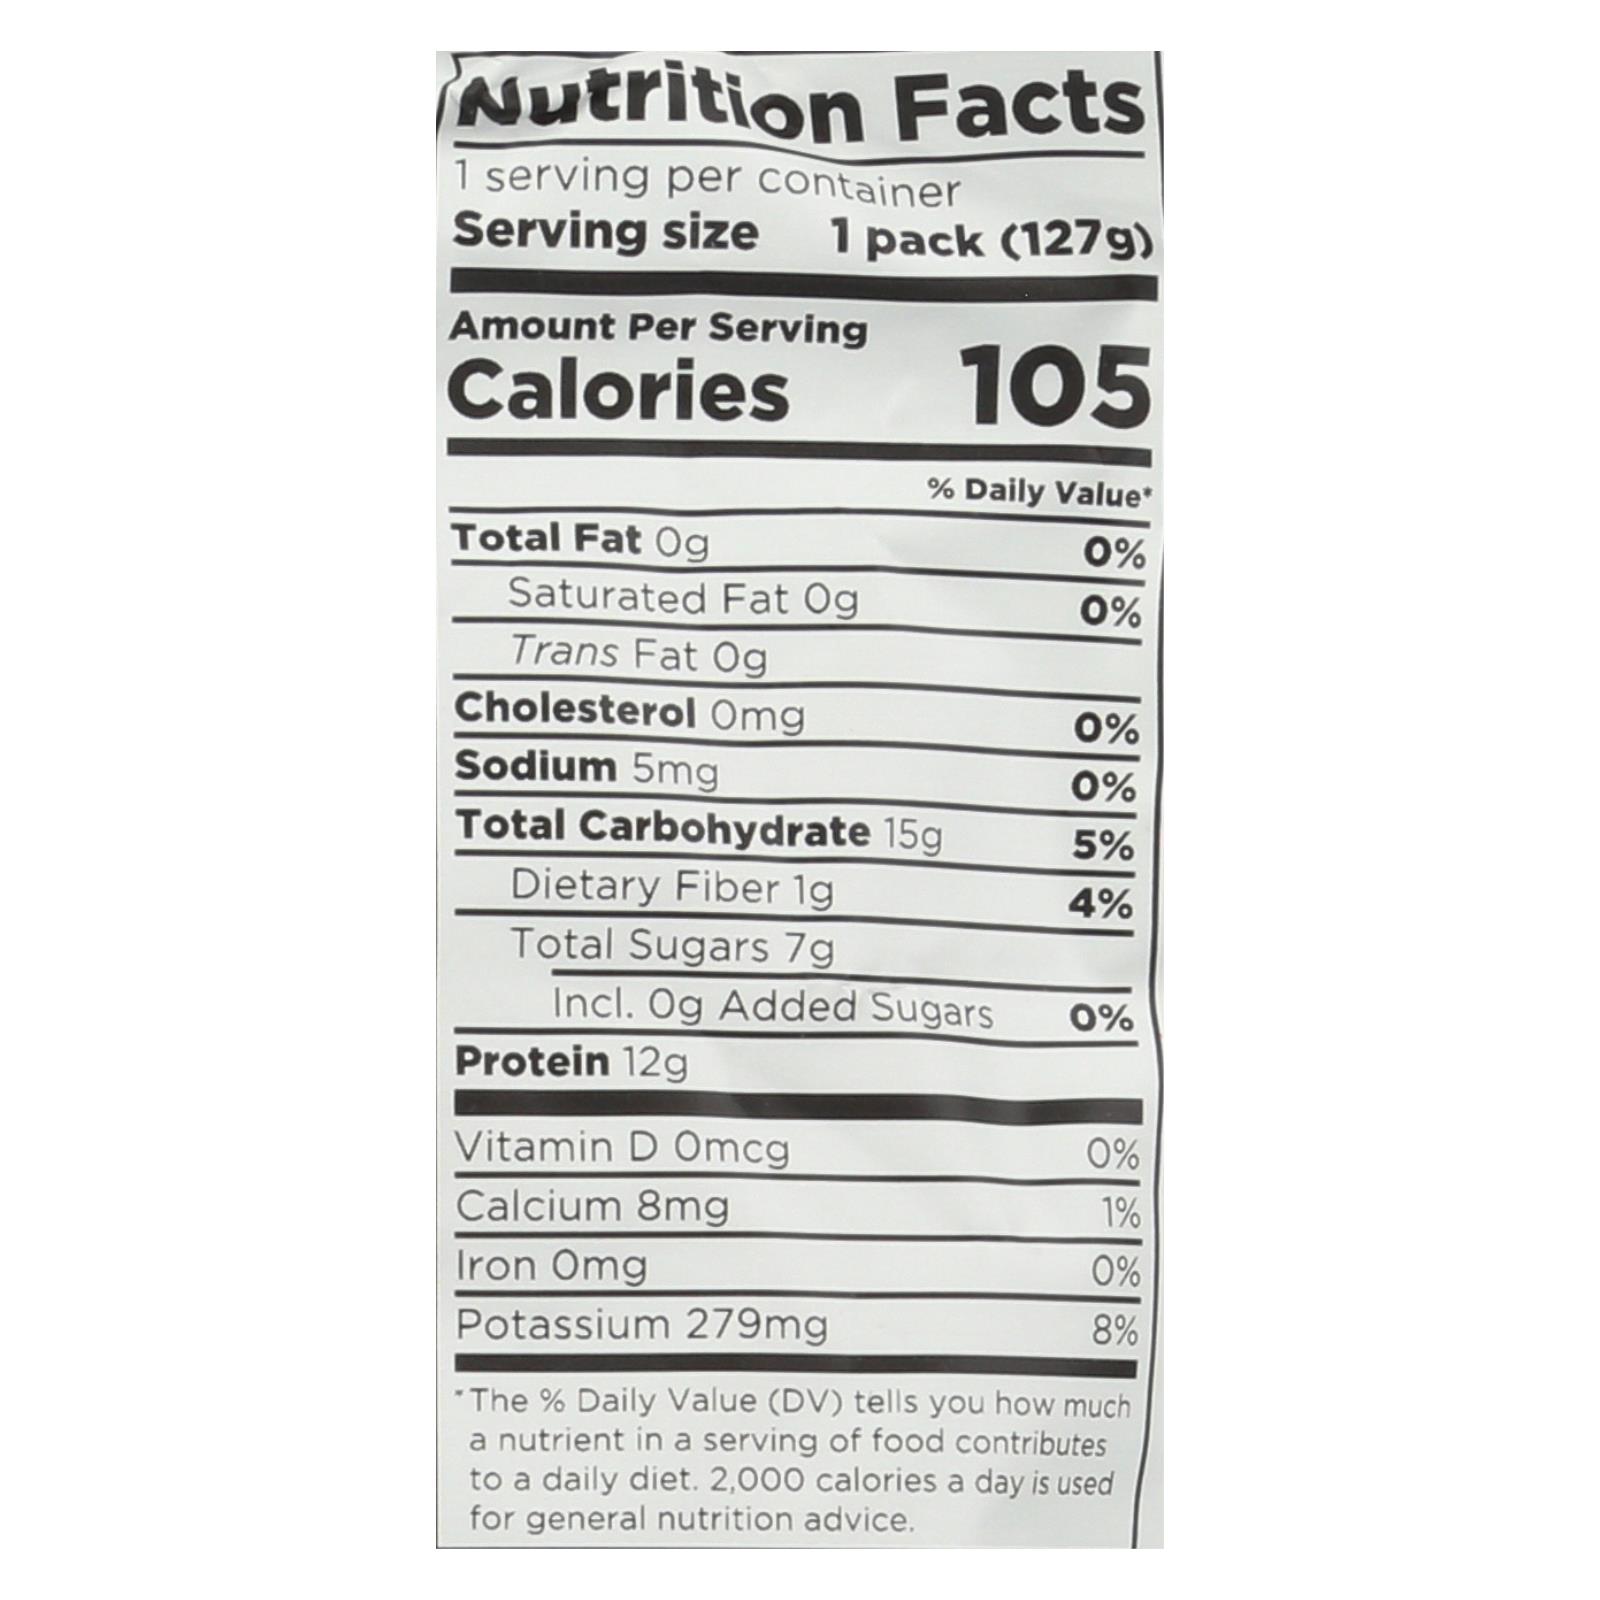 Nutrition Facts
1 serving per container
Serving size 1 pack (127g)
Amount Per Serving
Calories 105
% Daily Value*
Total Fat 0g 0%
Saturated Fat 0g 0%
Trans Fat 0g
Cholesterol 0mg 0%
Sodium 5mg 0%
Total Carbohydrate 15g 5%
Dietary Fiber 1g 4%
Total Sugars 7g
Incl. 0g Added Sugars 0%
Protein 12g
Vitamin D 0mcg 0%
Calcium 8mg 1%
Iron 0mg 0%
Potassium 279mg 8%
*The % Daily Value (DV) tells you how much
a nutrient in a serving of food contributes
to a daily diet. 2,000 calories a day is used
for general nutrition advice.